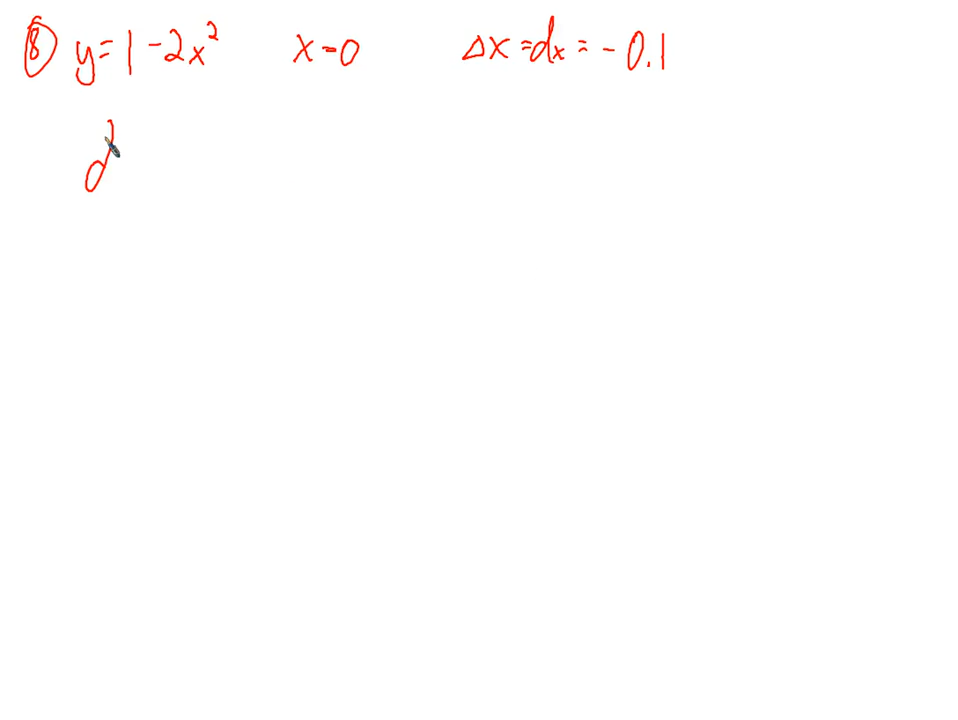 ⑧ y=1-2x² x=0 Δx=dx=-0.1
d